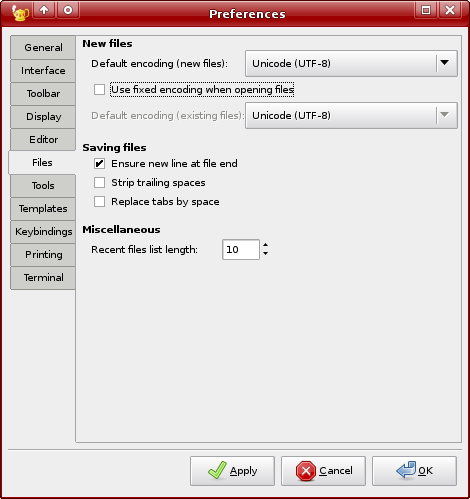 Preferences
General
Interface
Toolbar
Display
Editor
Files
Tools
Templates
Keybindings
Printing
Terminal
New files
Default encoding (new files): Unicode (UTF-8)
Use fixed encoding when opening files
Default encoding (existing files): Unicode (UTF-8)
Saving files
Ensure new line at file end
Strip trailing spaces
Replace tabs by space
Miscellaneous
Recent files list length: 10
Apply Cancel OK